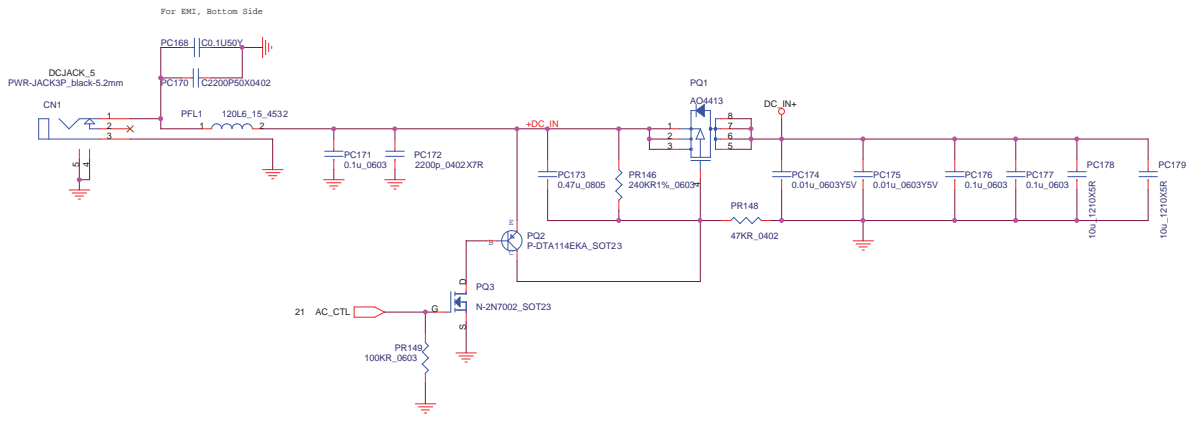 For EMI, Bottom Side
PC168 C0.1U50Y
PC170 C2200P50X0402
DCJACK_5
PWR-JACK3P_black-5.2mm
CN1
1
2
3
5
4
PFL1 120L6_15_4532
1 2
PC171
0.1u_0603
PC172
2200p_0402X7R
+DC_IN
PC173
0.47u_0805
PR146
240KR1%_0603
PQ1
AO4413
1
2
3
8
7
6
5
4
DC_IN+
PR148
47KR_0402
PC174
0.01u_0603Y5V
PC175
0.01u_0603Y5V
PC176
0.1u_0603
PC177
0.1u_0603
PC178
10u_1210X5R
PC179
10u_1210X5R
E
B
C
PQ2
P-DTA114EKA_SOT23
D
G
S
PQ3
N-2N7002_SOT23
21 AC_CTL
PR149
100KR_0603